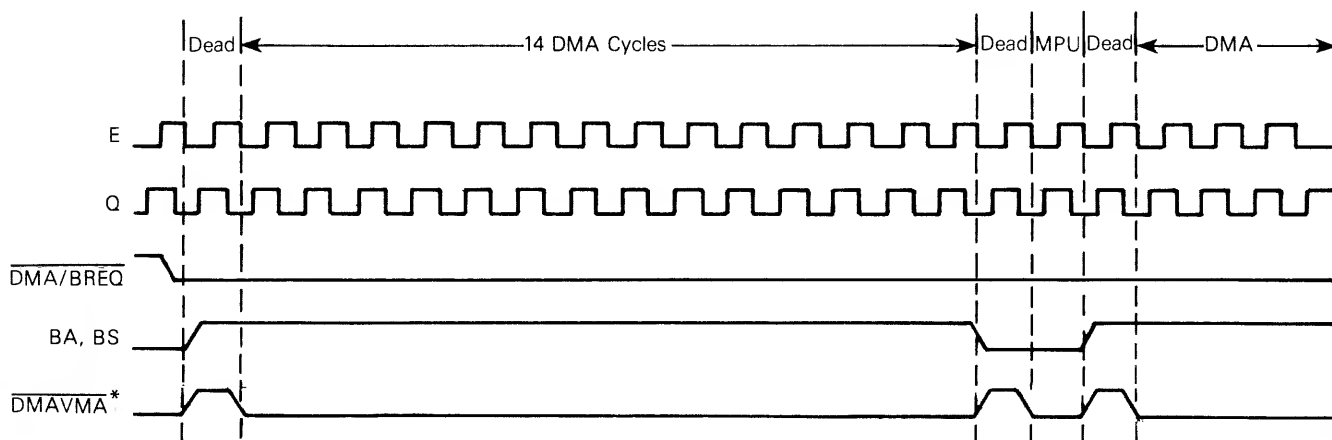 Dead 14 DMA Cycles Dead MPU Dead DMA
E
Q
DMA/BREQ
BA, BS
DMAVMA*